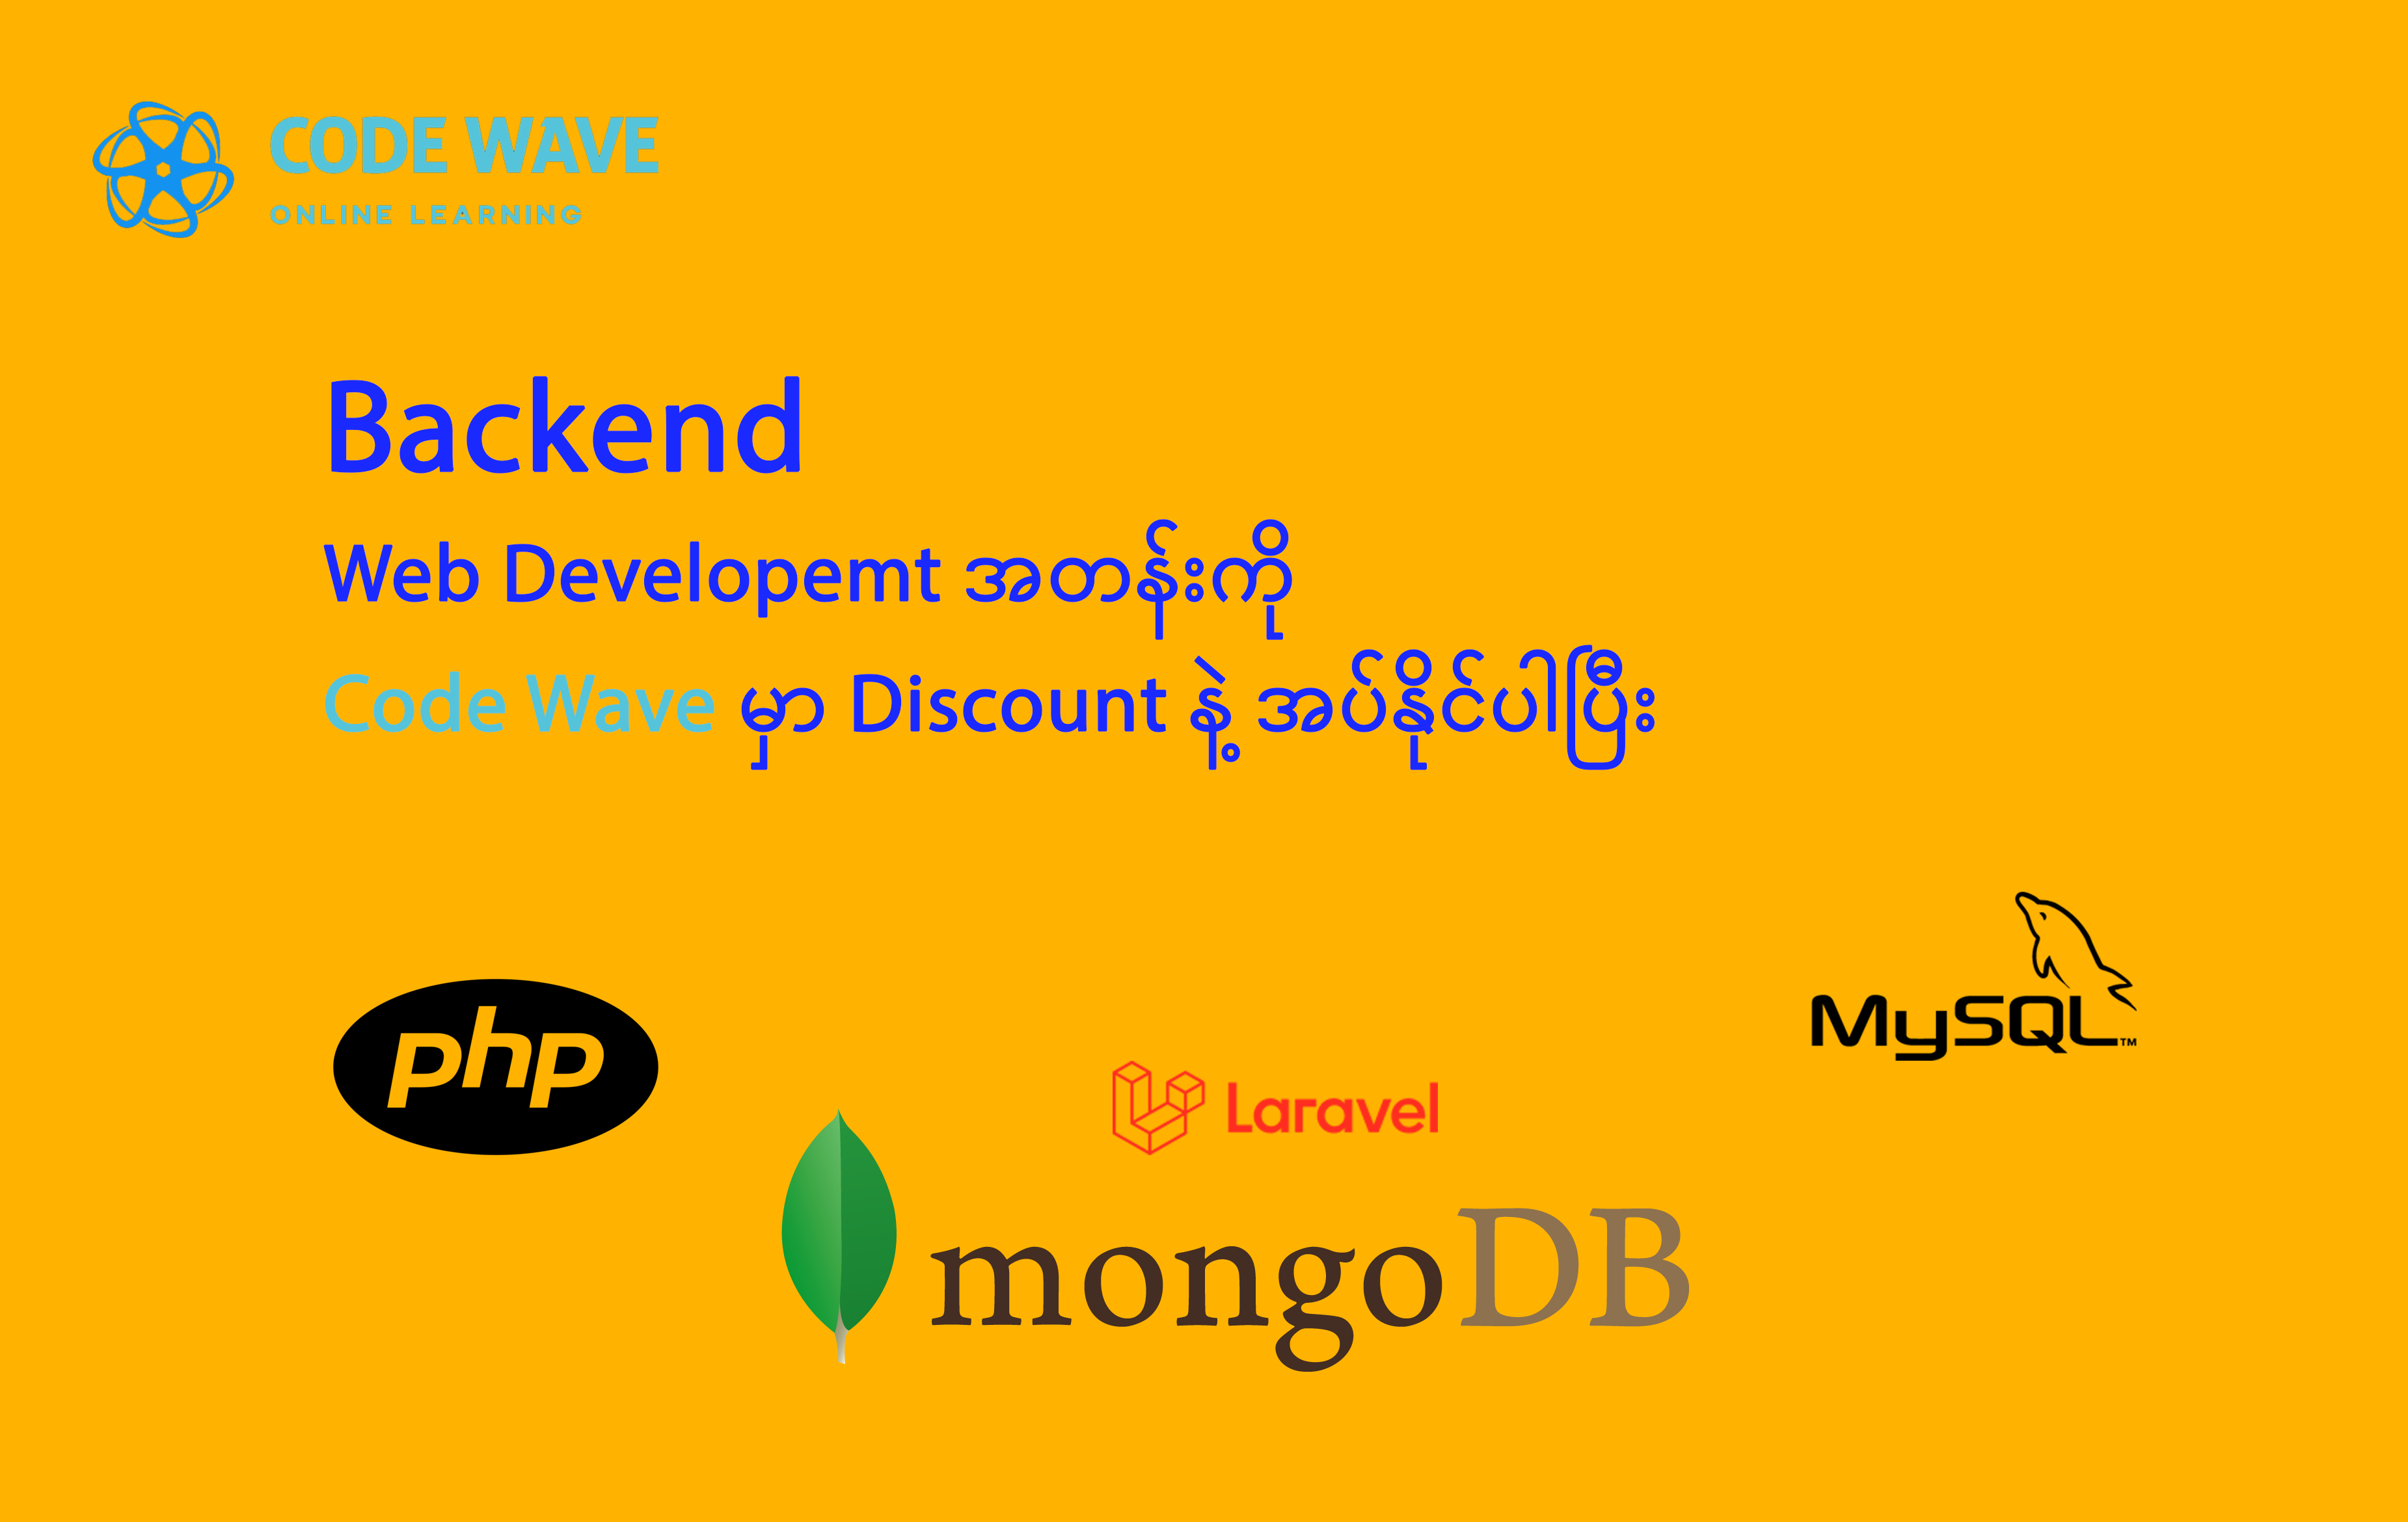 CODE WAVE
ONLINE LEARNING
Backend
Web Developemt အတန်းကို
Code Wave မှာ Discount နဲ့ အပ်နိုင်ပါပြီး
php
MySQL™
Laravel
mongoDB